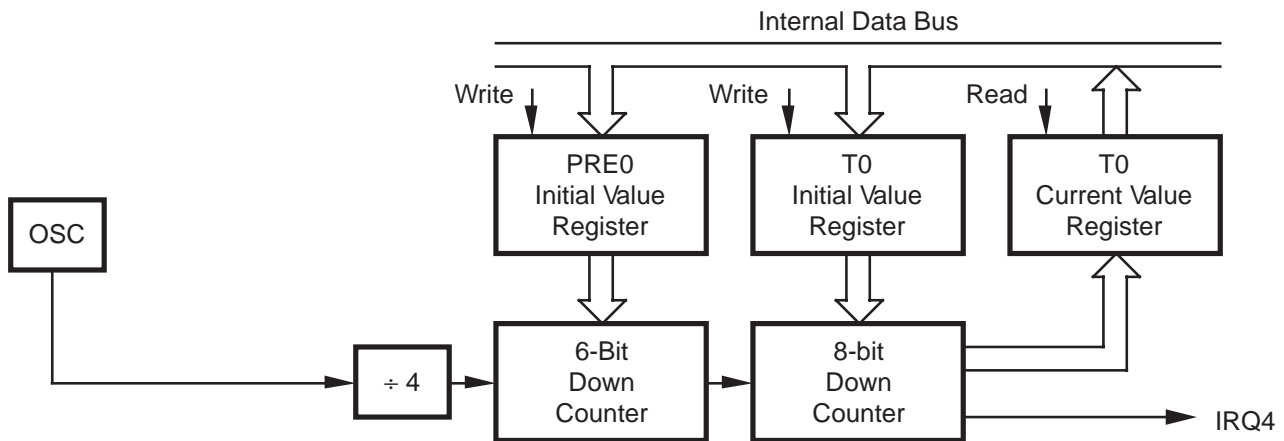 Internal Data Bus
Write
Write
Read
PRE0
Initial Value
Register
T0
Initial Value
Register
T0
Current Value
Register
OSC
÷ 4
6-Bit
Down
Counter
8-bit
Down
Counter
IRQ4